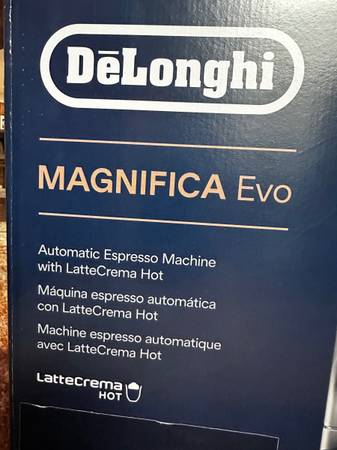 DēLonghi
MAGNIFICA Evo
Automatic Espresso Machine
with LatteCrema Hot
Máquina espresso automática
con LatteCrema Hot
Machine espresso automatique
avec LatteCrema Hot
LaTTeCrema
HOT